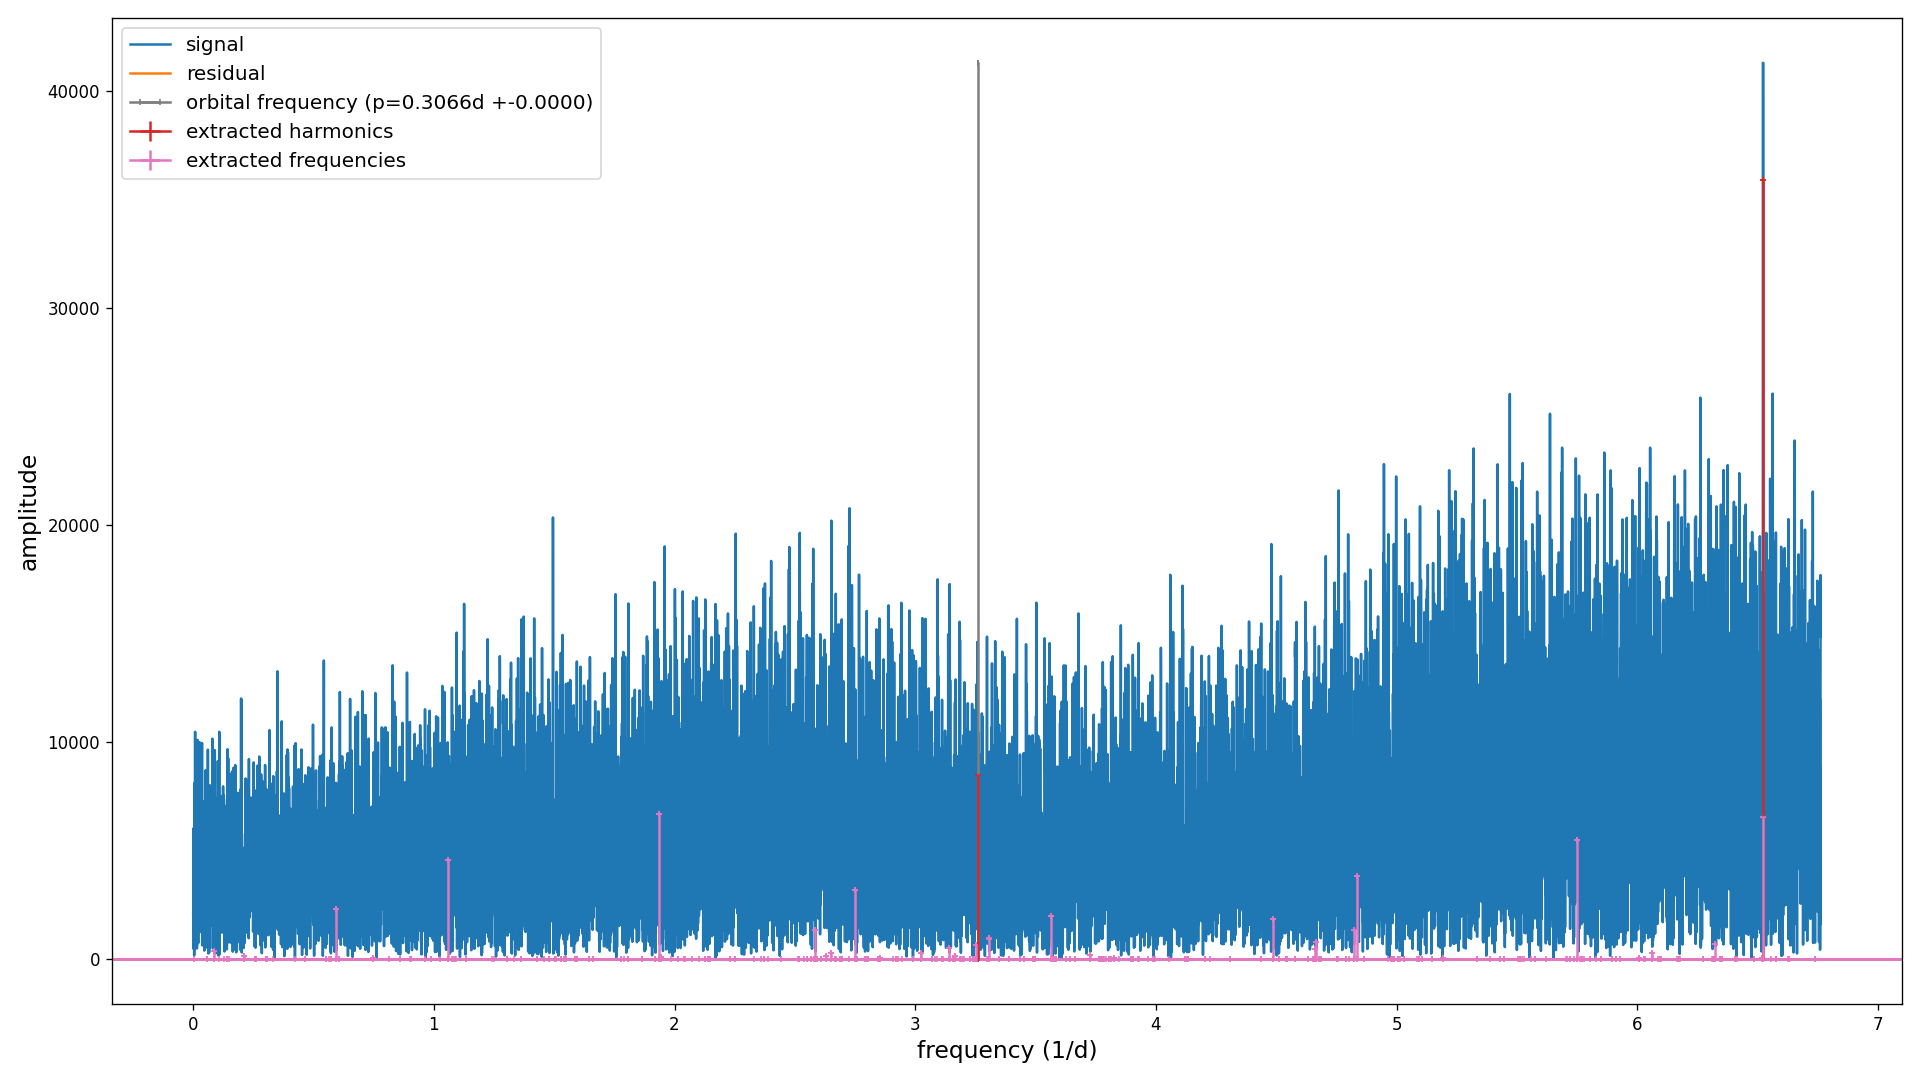 signal
residual
orbital frequency (p=0.3066d +-0.0000)
extracted harmonics
extracted frequencies
40000
30000
20000
10000
0
amplitude
0 1 2 3 4 5 6 7
frequency (1/d)